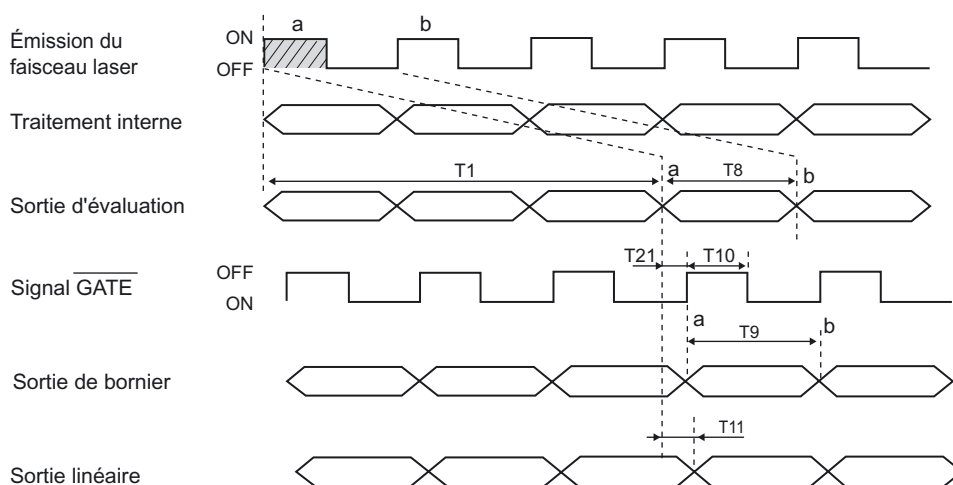 a b
Émission du
faisceau laser
ON
OFF
Traitement interne
T1 a T8 b
Sortie d'évaluation
T21 T10
Signal GATE
OFF
ON
a T9 b
Sortie de bornier
T11
Sortie linéaire